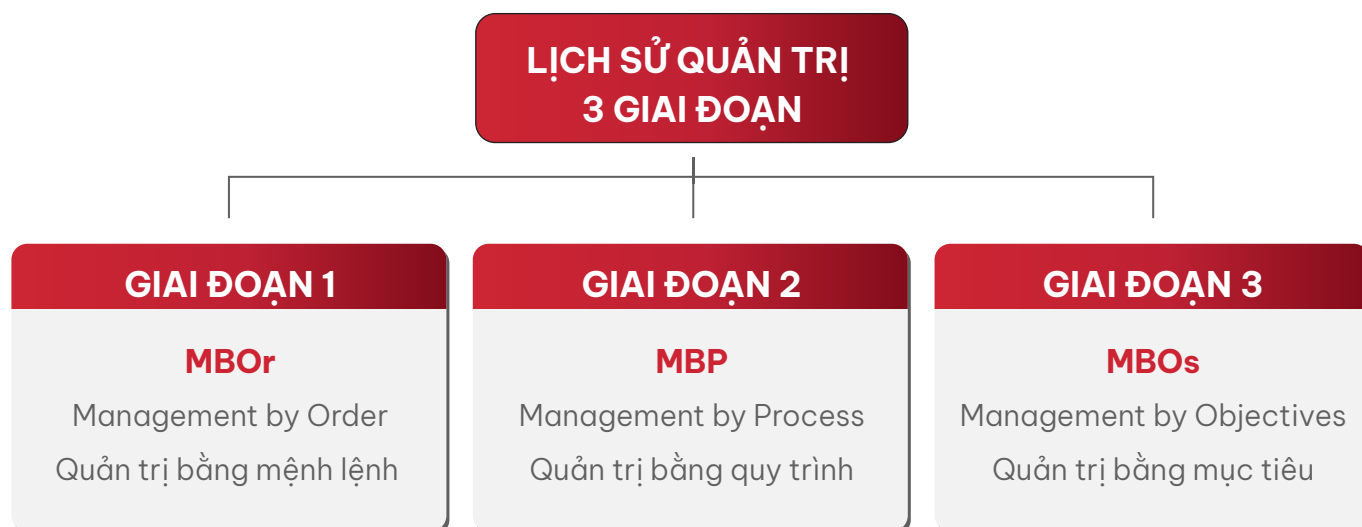 LỊCH SỬ QUẢN TRỊ
3 GIAI ĐOẠN
GIAI ĐOẠN 1
MBOr
Management by Order
Quản trị bằng mệnh lệnh
GIAI ĐOẠN 2
MBP
Management by Process
Quản trị bằng quy trình
GIAI ĐOẠN 3
MBOs
Management by Objectives
Quản trị bằng mục tiêu